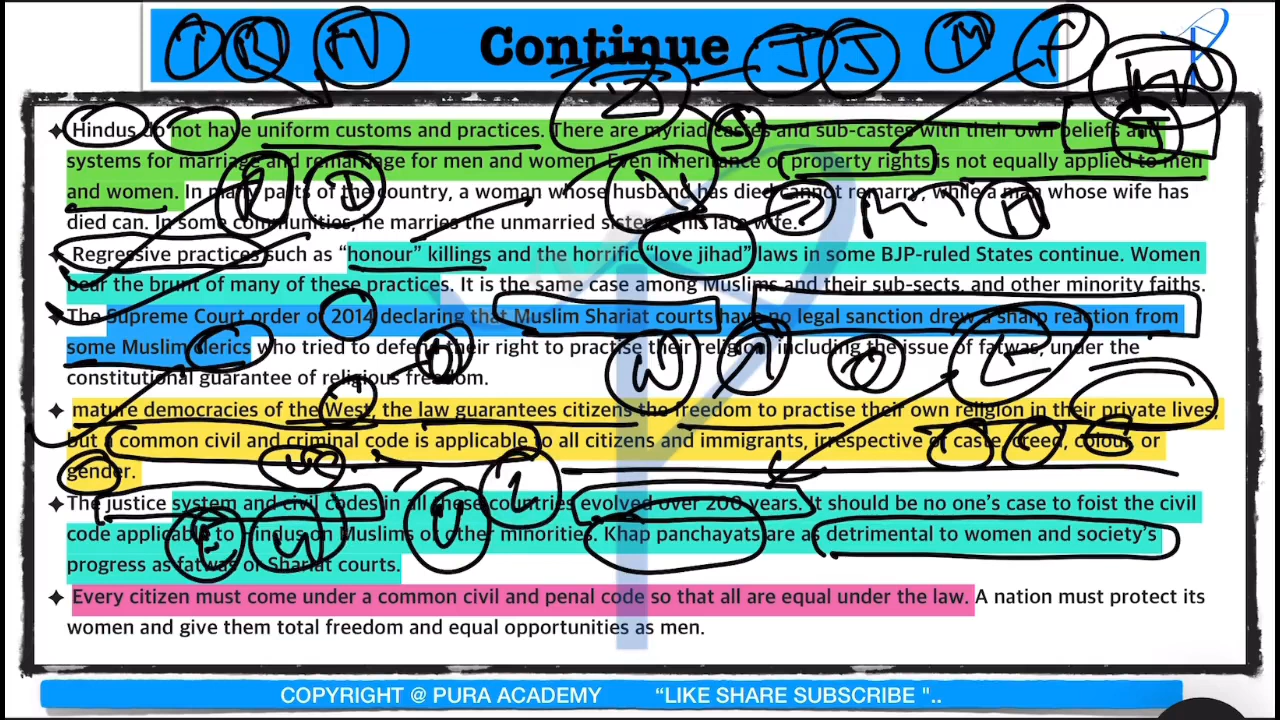 Continue
✦ Hindus do not have uniform customs and practices. There are myriad castes and sub-castes with their own beliefs and
systems for marriage and remarriage for men and women. Even inheritance of property rights is not equally applied to men
and women. In many parts of the country, a woman whose husband has died cannot remarry, while a man whose wife has
died can. In some communities, he marries the unmarried sister of his late wife.
✦ Regressive practices such as “honour” killings and the horrific “love jihad” laws in some BJP-ruled States continue. Women
bear the brunt of many of these practices. It is the same case among Muslims and their sub-sects, and other minority faiths.
✦ The Supreme Court order of 2014 declaring that Muslim Shariat courts have no legal sanction drew a sharp reaction from
some Muslim clerics who tried to defend their right to practise their religion, including the issue of fatwas, under the
constitutional guarantee of religious freedom.
✦ mature democracies of the West, the law guarantees citizens the freedom to practise their own religion in their private lives,
but a common civil and criminal code is applicable to all citizens and immigrants, irrespective of caste, creed, colour or
gender.
✦ The justice system and civil codes in all these countries evolved over 200 years. It should be no one’s case to foist the civil
code applicable to Hindus on Muslims or other minorities. Khap panchayats are as detrimental to women and society’s
progress as fatwas or Shariat courts.
✦ Every citizen must come under a common civil and penal code so that all are equal under the law. A nation must protect its
women and give them total freedom and equal opportunities as men.
COPYRIGHT @ PURA ACADEMY “LIKE SHARE SUBSCRIBE "..